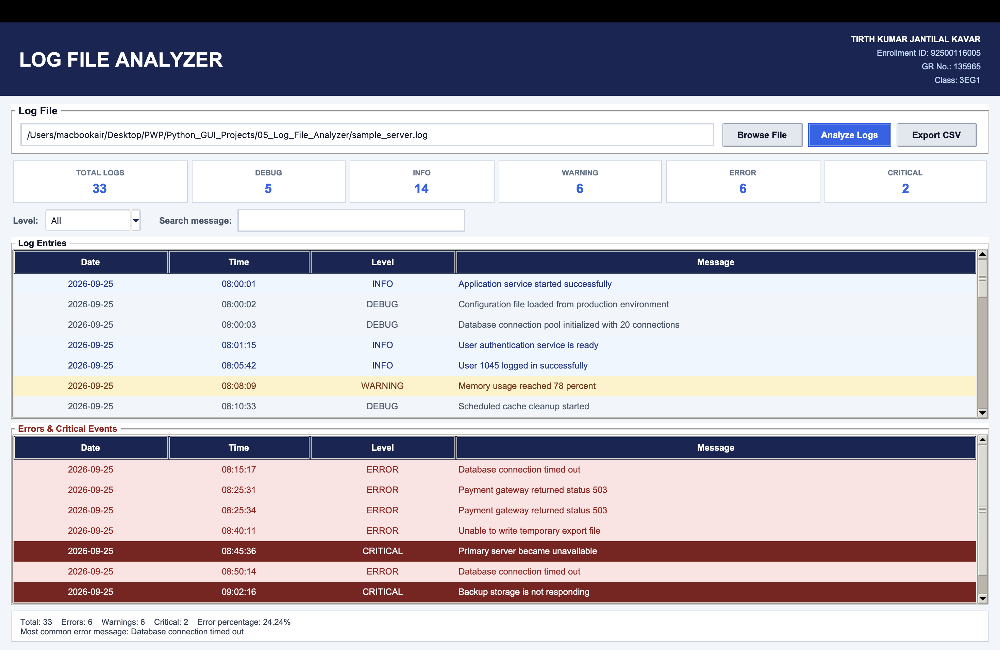 LOG FILE ANALYZER
TIRTH KUMAR JANTILAL KAVAR
Enrollment ID: 92500116005
GR No.: 135965
Class: 3EG1
Log File
/Users/macbookair/Desktop/PWP/Python_GUI_Projects/05_Log_File_Analyzer/sample_server.log Browse File Analyze Logs Export CSV
TOTAL LOGS DEBUG INFO WARNING ERROR CRITICAL
33 5 14 6 6 2
Level: All Search message:
Log Entries
Date Time Level Message
2026-09-25 08:00:01 INFO Application service started successfully
2026-09-25 08:00:02 DEBUG Configuration file loaded from production environment
2026-09-25 08:00:03 DEBUG Database connection pool initialized with 20 connections
2026-09-25 08:01:15 INFO User authentication service is ready
2026-09-25 08:05:42 INFO User 1045 logged in successfully
2026-09-25 08:08:09 WARNING Memory usage reached 78 percent
2026-09-25 08:10:33 DEBUG Scheduled cache cleanup started
Errors & Critical Events
Date Time Level Message
2026-09-25 08:15:17 ERROR Database connection timed out
2026-09-25 08:25:31 ERROR Payment gateway returned status 503
2026-09-25 08:25:34 ERROR Payment gateway returned status 503
2026-09-25 08:40:11 ERROR Unable to write temporary export file
2026-09-25 08:45:36 CRITICAL Primary server became unavailable
2026-09-25 08:50:14 ERROR Database connection timed out
2026-09-25 09:02:16 CRITICAL Backup storage is not responding
Total: 33 Errors: 6 Warnings: 6 Critical: 2 Error percentage: 24.24%
Most common error message: Database connection timed out